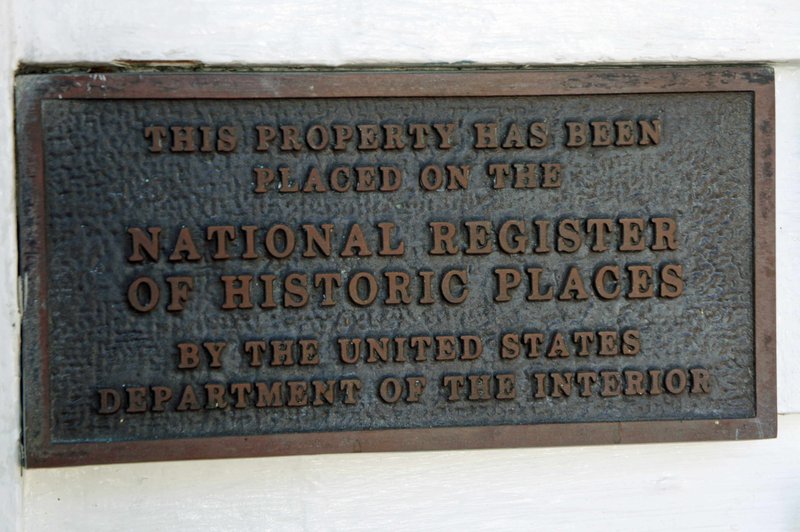 THIS PROPERTY HAS BEEN
PLACED ON THE
NATIONAL REGISTER
OF HISTORIC PLACES
BY THE UNITED STATES
DEPARTMENT OF THE INTERIOR